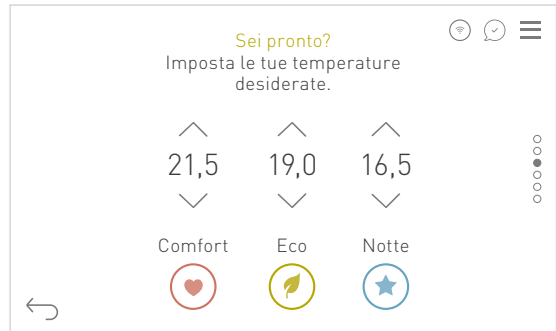 Sei pronto?
Imposta le tue temperature
desiderate.
21,5 19,0 16,5
Comfort Eco Notte